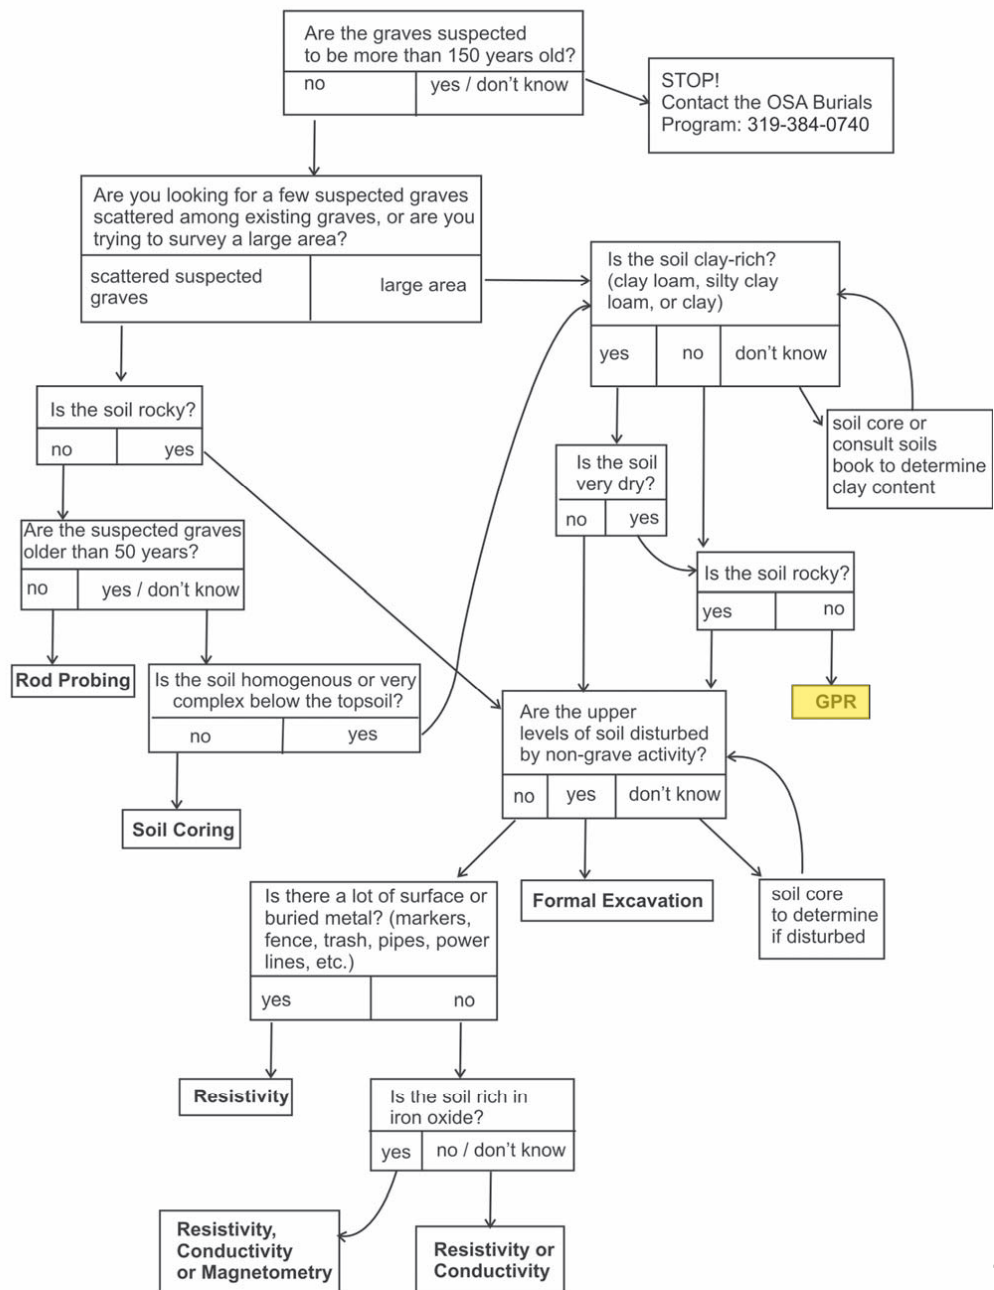 Are the graves suspected
to be more than 150 years old?
no
yes / don't know
STOP!
Contact the OSA Burials
Program: 319-384-0740
Are you looking for a few suspected graves
scattered among existing graves, or are you
trying to survey a large area?
scattered suspected
graves
large area
Is the soil clay-rich?
(clay loam, silty clay
loam, or clay)
yes
no
don't know
Is the soil rocky?
no
yes
soil core or
consult soils
book to determine
clay content
Is the soil
very dry?
no
yes
Are the suspected graves
older than 50 years?
no
yes / don't know
Is the soil rocky?
yes
no
Rod Probing
Is the soil homogenous or very
complex below the topsoil?
no
yes
GPR
Are the upper
levels of soil disturbed
by non-grave activity?
no
yes
don't know
Soil Coring
Is there a lot of surface or
buried metal? (markers,
fence, trash, pipes, power
lines, etc.)
yes
no
Formal Excavation
soil core
to determine
if disturbed
Resistivity
Is the soil rich in
iron oxide?
yes
no / don't know
Resistivity,
Conductivity
or Magnetometry
Resistivity or
Conductivity